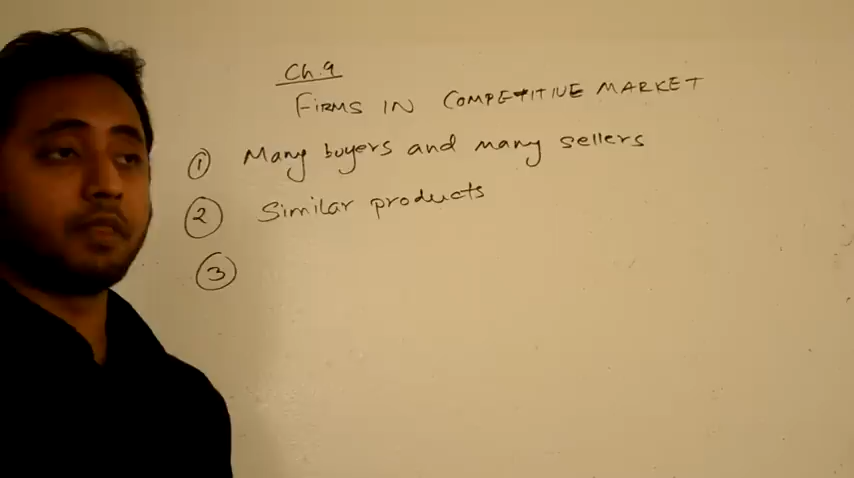 Ch.9
FIRMS IN COMPETITIVE MARKET
① Many buyers and many sellers
② Similar products
③